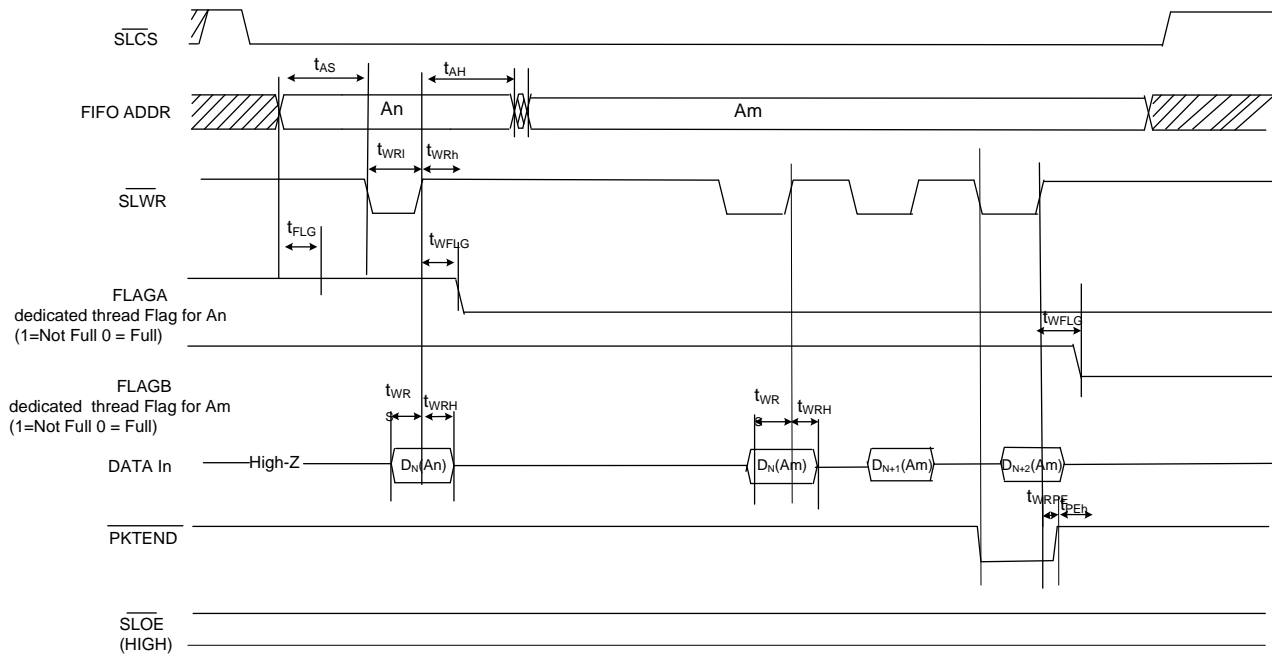 SLCS
tAS
tAH
FIFO ADDR
An
Am
tWRl
tWRh
SLWR
tFLG
tWFLG
FLAGA
dedicated thread Flag for An
(1=Not Full 0 = Full)
tWFLG
FLAGB
dedicated thread Flag for Am
(1=Not Full 0 = Full)
tWR
S
tWRH
tWR
S
tWRH
DATA In
High-Z
DN(An)
DN(Am)
DN+1(Am)
DN+2(Am)
tWRPE
tPEh
PKTEND
SLOE
(HIGH)